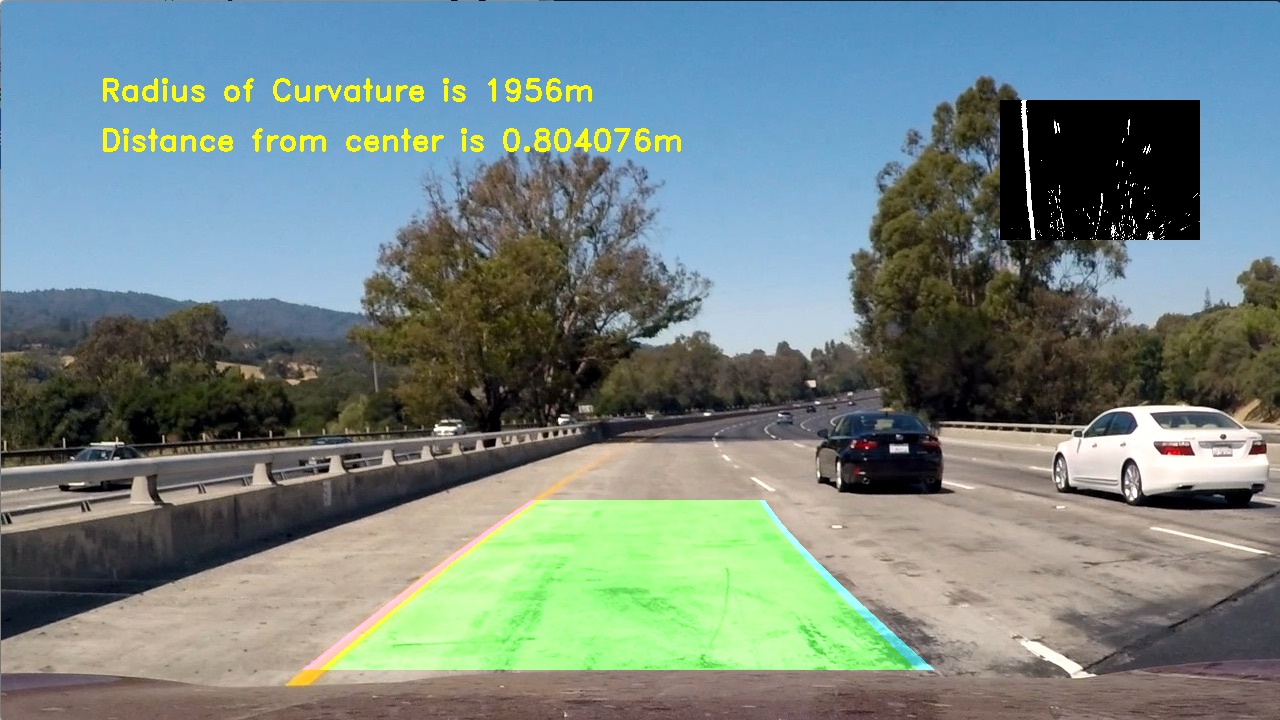 Radius of Curvature is 1956m
Distance from center is 0.804076m